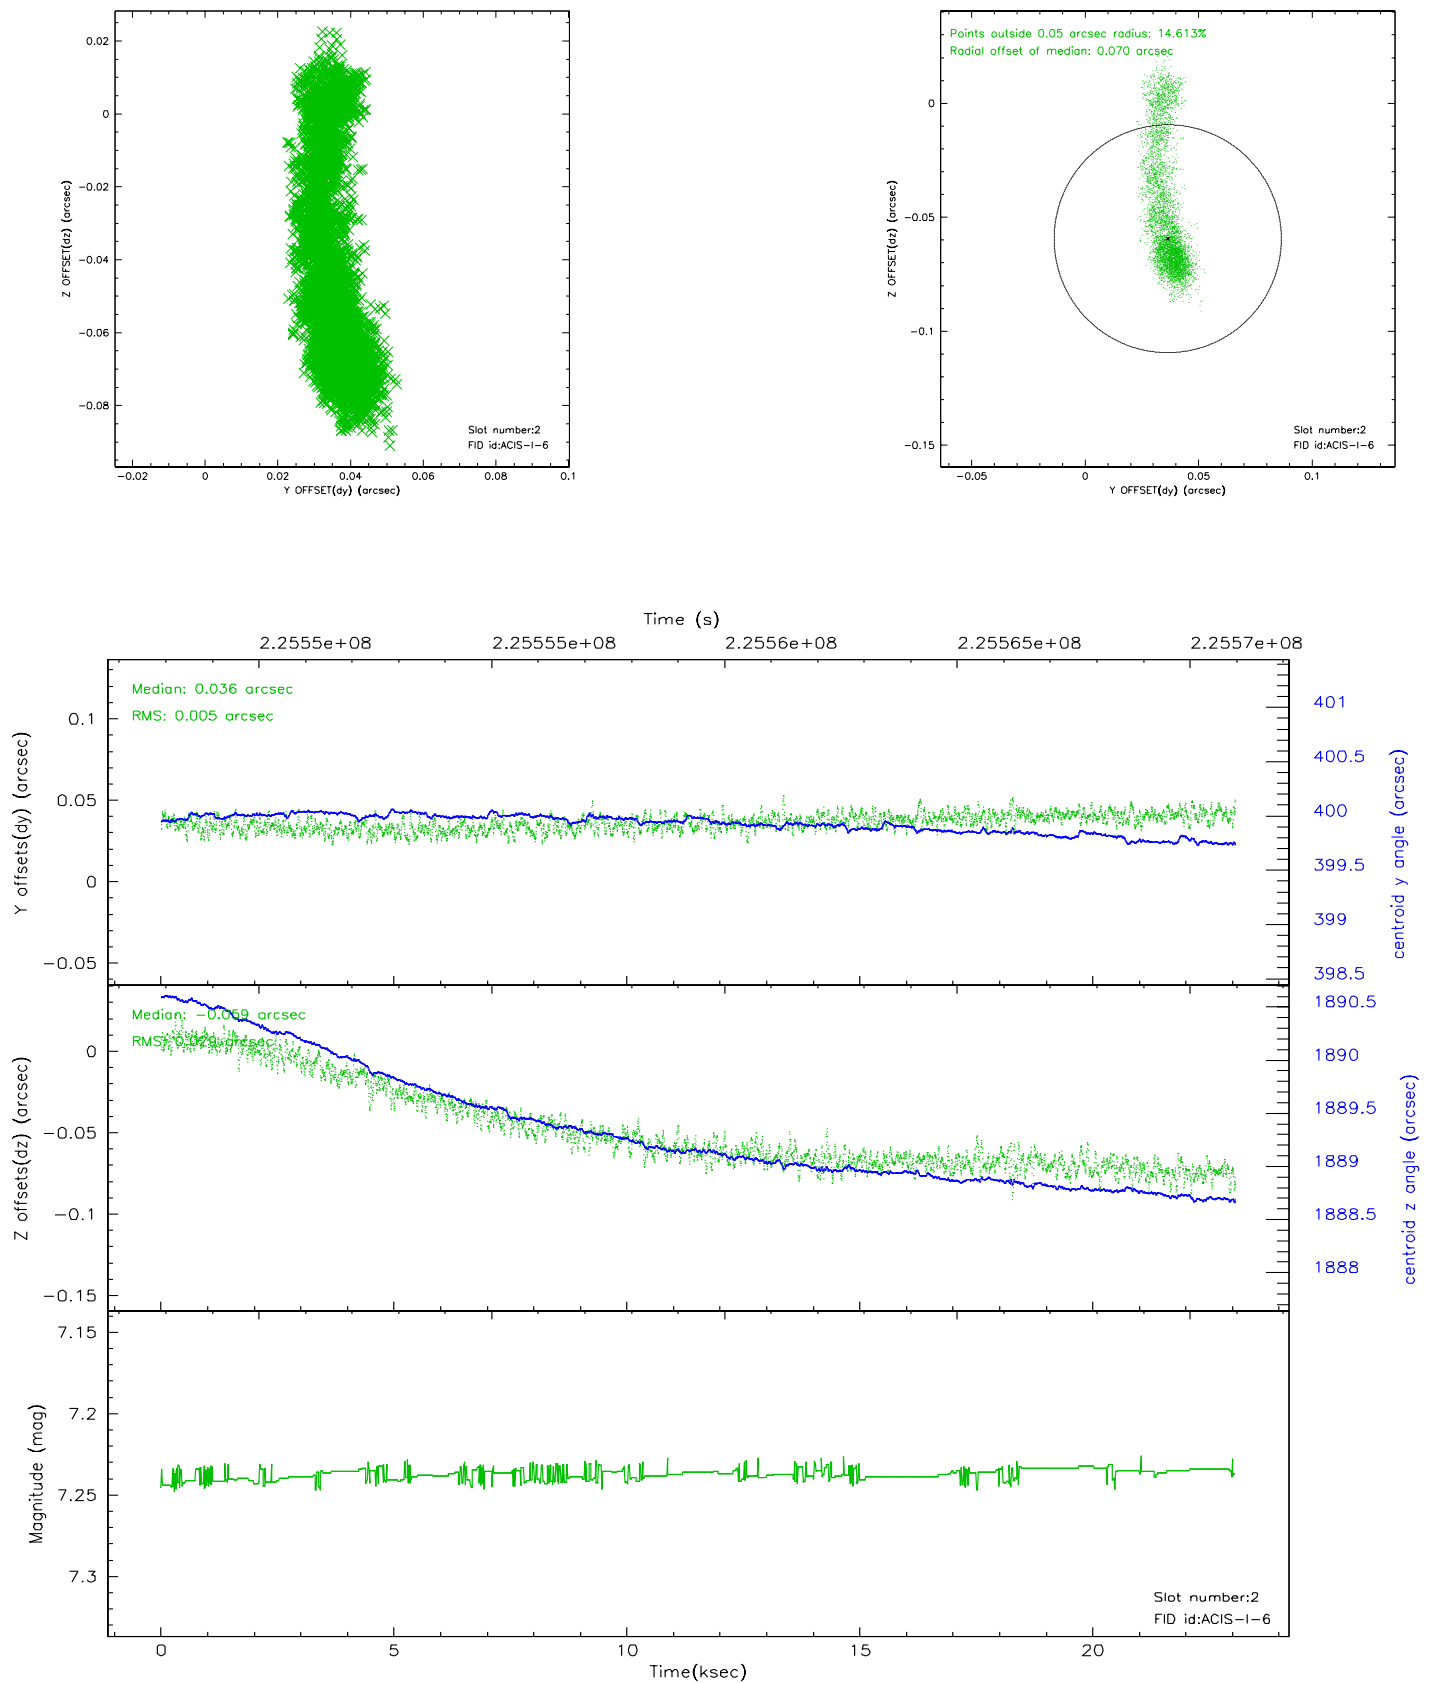 0.02
0
−0.02
−0.04
−0.06
−0.08
Z OFFSET(dz) (arcsec)
−0.02
0
0.02
0.04
0.06
0.08
0.1
Y OFFSET(dy) (arcsec)
Slot number:2
FID id:ACIS−I−6
Points outside 0.05 arcsec radius: 14.613%
Radial offset of median: 0.070 arcsec
0
−0.05
−0.1
−0.15
Z OFFSET(dz) (arcsec)
−0.05
0
0.05
0.1
Y OFFSET(dy) (arcsec)
Slot number:2
FID id:ACIS−I−6
Time (s)
2.2555e+08
2.25555e+08
2.2556e+08
2.25565e+08
2.2557e+08
Median: 0.036 arcsec
RMS: 0.005 arcsec
0.1
0.05
0
−0.05
Y offsets(dy) (arcsec)
401
400.5
400
399.5
399
398.5
centroid y angle (arcsec)
Median: −0.059 arcsec
RMS: 0.029 arcsec
0
−0.05
−0.1
−0.15
Z offsets(dz) (arcsec)
1890.5
1890
1889.5
1889
1888.5
1888
centroid z angle (arcsec)
7.15
7.2
7.25
7.3
Magnitude (mag)
Slot number:2
FID id:ACIS−I−6
0
5
10
15
20
Time(ksec)